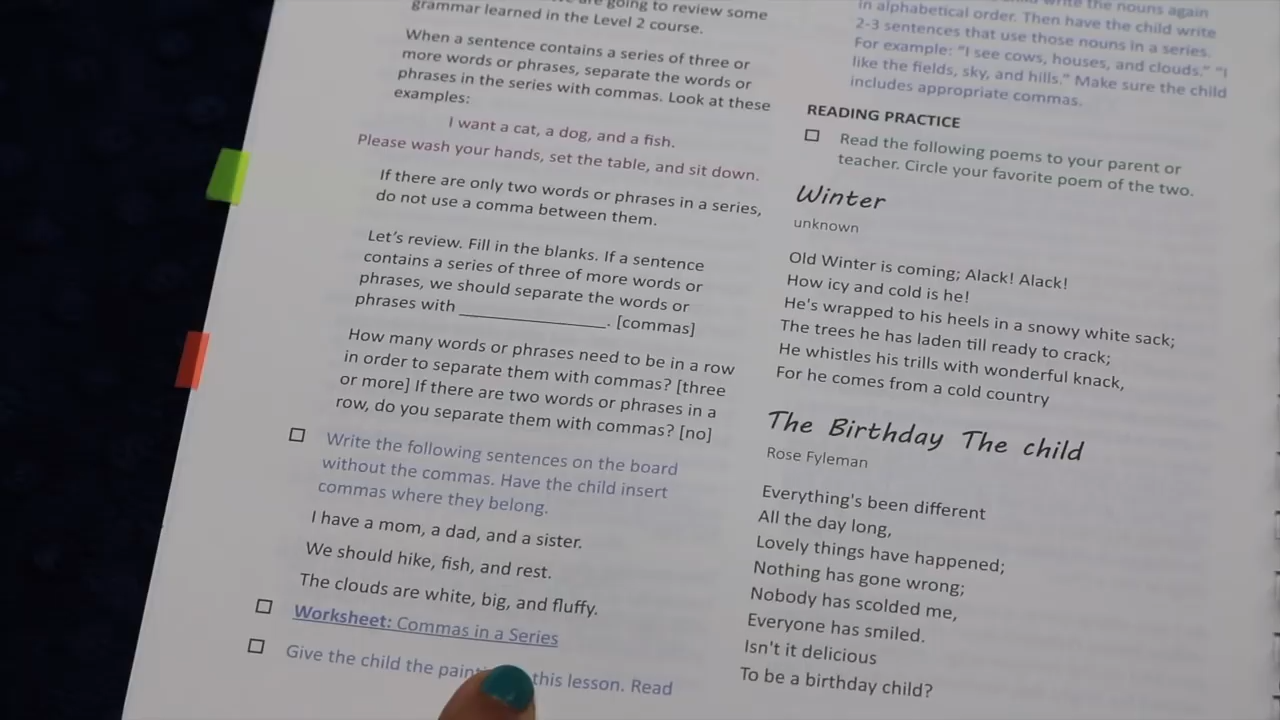 are going to review some
grammar learned in the Level 2 course.
When a sentence contains a series of three or
more words or phrases, separate the words or
phrases in the series with commas. Look at these
examples:
I want a cat, a dog, and a fish.
Please wash your hands, set the table, and sit down.
If there are only two words or phrases in a series,
do not use a comma between them.
Let's review. Fill in the blanks. If a sentence
contains a series of three of more words or
phrases, we should separate the words or
phrases with _______________. [commas]
How many words or phrases need to be in a row
in order to separate them with commas? [three
or more] If there are two words or phrases in a
row, do you separate them with commas? [no]
Write the following sentences on the board
without the commas. Have the child insert
commas where they belong.
I have a mom, a dad, and a sister.
We should hike, fish, and rest.
The clouds are white, big, and fluffy.
Worksheet: Commas in a Series
Give the child the this lesson. Read
write the nouns again
in alphabetical order. Then have the child write
2-3 sentences that use those nouns in a series.
For example: "I see cows, houses, and clouds." "I
like the fields, sky, and hills." Make sure the child
includes appropriate commas.
READING PRACTICE
Read the following poems to your parent or
teacher. Circle your favorite poem of the two.
Winter
unknown
Old Winter is coming; Alack! Alack!
How icy and cold is he!
He's wrapped to his heels in a snowy white sack;
The trees he has laden till ready to crack;
He whistles his trills with wonderful knack,
For he comes from a cold country
The Birthday The child
Rose Fyleman
Everything's been different
All the day long,
Lovely things have happened;
Nothing has gone wrong;
Nobody has scolded me,
Everyone has smiled.
Isn't it delicious
To be a birthday child?